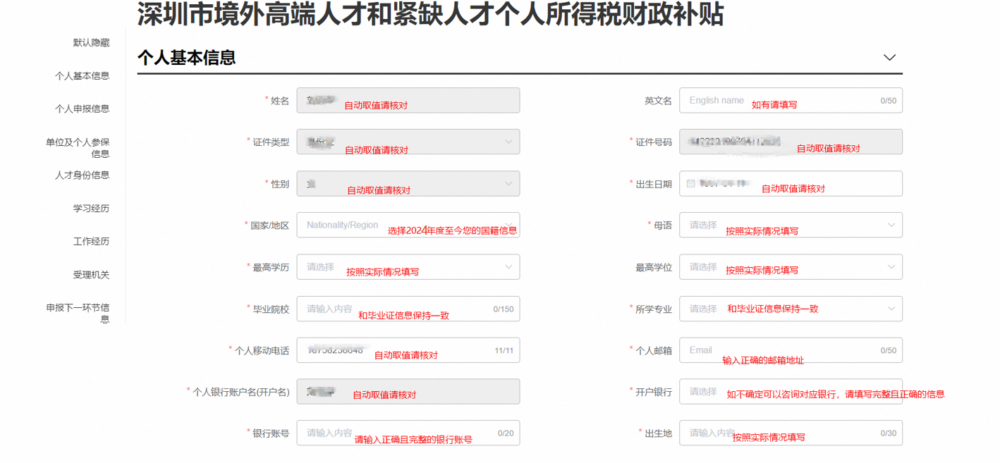 深圳市境外高端人才和紧缺人才个人所得税财政补贴
默认隐藏
个人基本信息
个人申报信息
单位及个人参保
信息
人才身份信息
学习经历
工作经历
受理机关
申报下一环节信
息
个人基本信息
* 姓名 自动取值请核对
英文名 English name 如有请填写 0/50
* 证件类型 身份证 自动取值请核对
* 证件号码 自动取值请核对
* 性别 自动取值请核对
* 出生日期 自动取值请核对
* 国家/地区 Nationality/Region 选择2024年度至今您的国籍信息
* 母语 请选择 按照实际情况填写
* 最高学历 请选择 按照实际情况填写
最高学位 请选择 按照实际情况填写
* 毕业院校 请输入内容 和毕业证信息保持一致 0/150
* 所学专业 请选择 和毕业证信息保持一致
* 个人移动电话 自动取值请核对 11/11
* 个人邮箱 Email 输入正确的邮箱地址 0/50
* 个人银行账户名(开户名) 自动取值请核对
* 开户银行 请选择 如不确定可以咨询对应银行，请填写完整且正确的信息
* 银行账号 请输入内容 请输入正确且完整的银行账号 0/20
* 出生地 请输入内容 按照实际情况填写 0/30